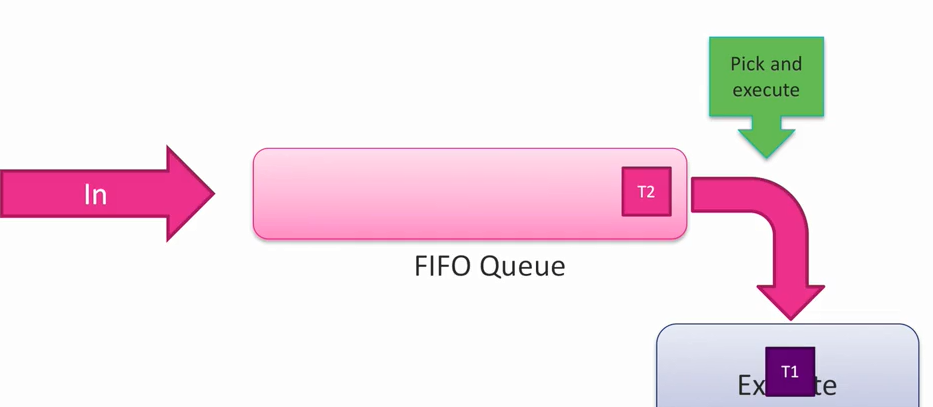 Pick and
execute
In
T2
FIFO Queue
T1